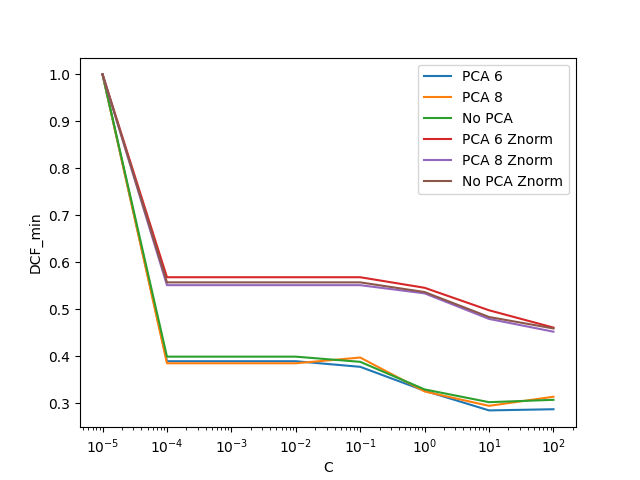 1.0
0.9
0.8
0.7
0.6
0.5
0.4
0.3
DCF_min
PCA 6
PCA 8
No PCA
PCA 6 Znorm
PCA 8 Znorm
No PCA Znorm
10⁻⁵ 10⁻⁴ 10⁻³ 10⁻² 10⁻¹ 10⁰ 10¹ 10²
C